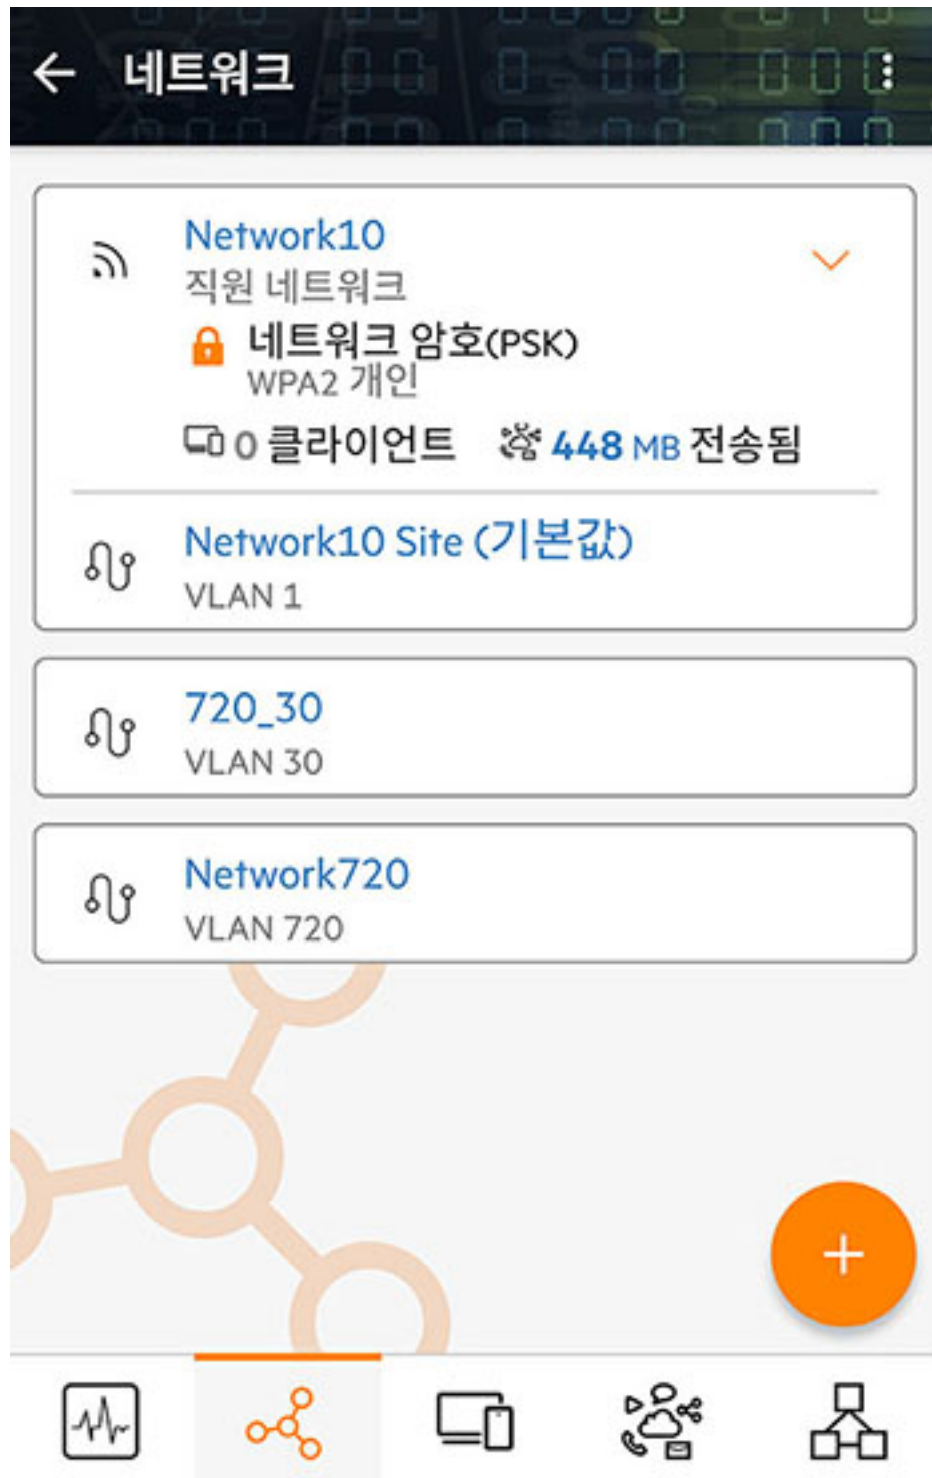 네트워크
Network10
직원 네트워크
네트워크 암호(PSK)
WPA2 개인
0 클라이언트 448 MB 전송됨
Network10 Site (기본값)
VLAN 1
720_30
VLAN 30
Network720
VLAN 720